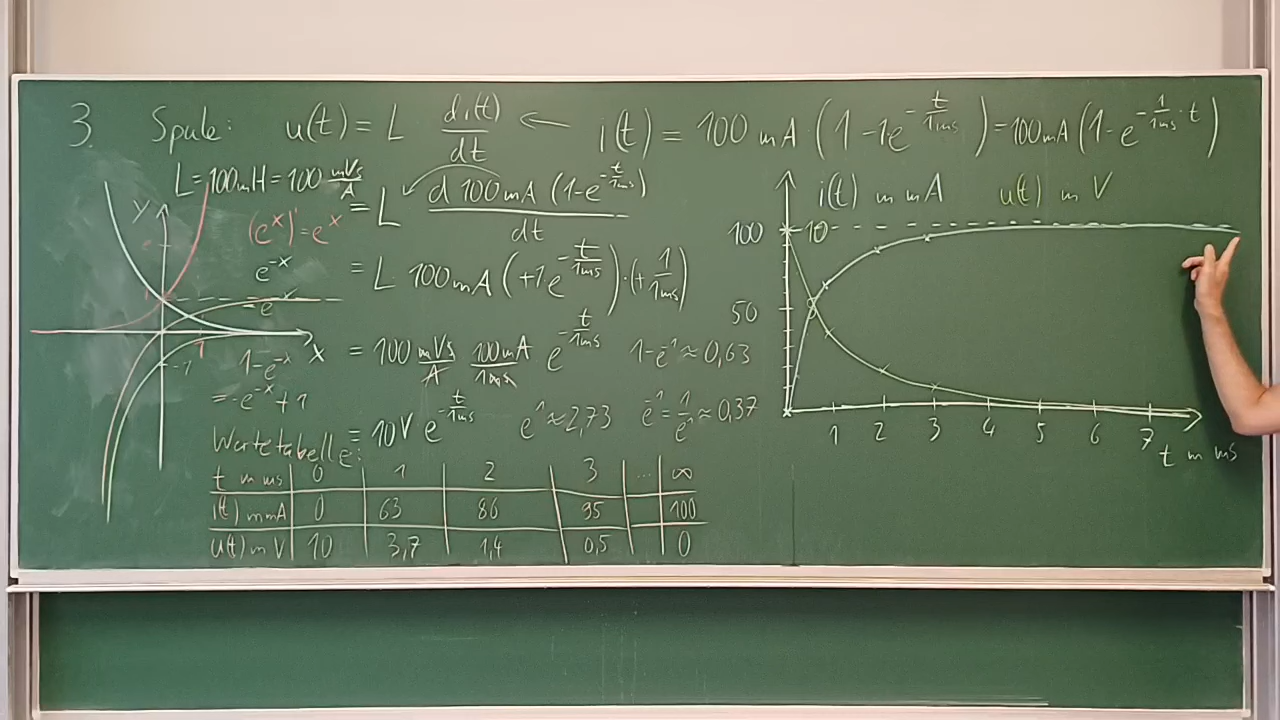 3. Spule: u(t) = L di(t)/dt ← i(t) = 100 mA · (1 - 1e^(-t/1ms)) = 100mA (1 - e^(-1/1ms · t))
L = 100mH = 100 mVs/A
= L d 100mA (1-e^(-t/1ms))/dt
= L 100mA (+1e^(-t/1ms)) · (+1/1ms)
= 100 mVs/A 100mA/1ms e^(-t/1ms)
= 10V e^(-t/1ms)
1-e^-1 ≈ 0,63
e^1 ≈ 2,73 e^-1 = 1/e^1 ≈ 0,37
y
(e^x)' = e^x
e^-x
-e^-x
1
-1
x
1-e^-x
= -e^-x + 1
Wertetabelle:
t in ms 0 1 2 3 ... ∞
i(t) in mA 0 63 86 95 100
u(t) in V 10 3,7 1,4 0,5 0
i(t) in mA u(t) in V
100 10
50
1 2 3 4 5 6 7
t in ms